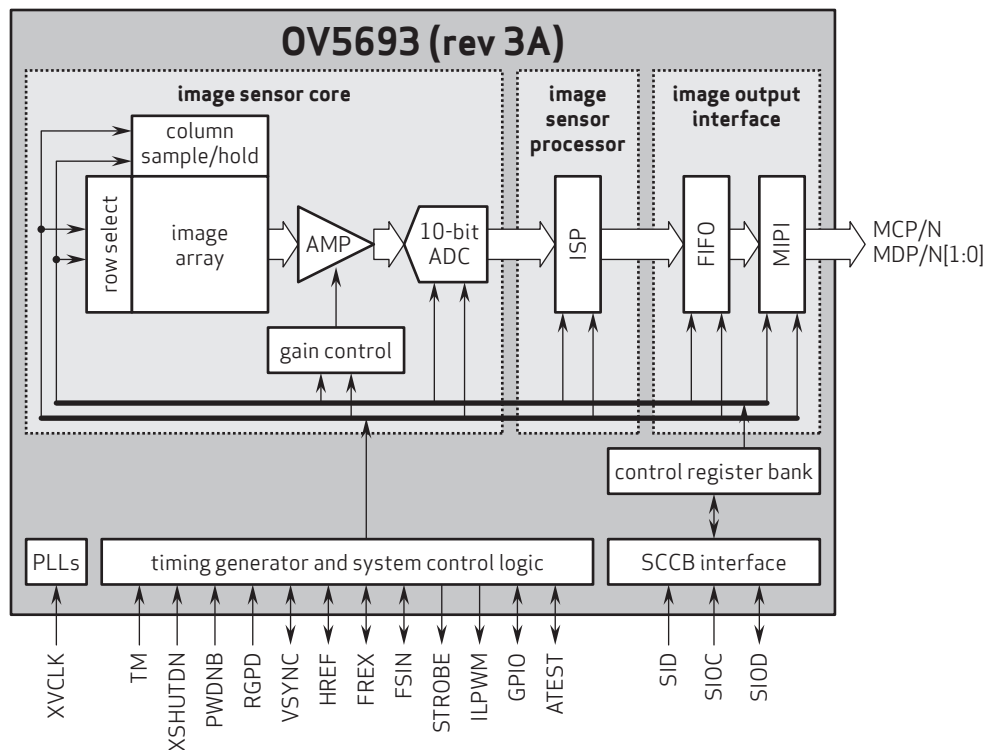 OV5693 (rev 3A)
image sensor core
image
sensor
processor
image output
interface
column
sample/hold
row select
image
array
AMP
10-bit
ADC
ISP
FIFO
MIPI
MCP/N
MDP/N[1:0]
gain control
control register bank
PLLs
timing generator and system control logic
SCCB interface
XVCLK
TM
XSHUTDN
PWDNB
RGPD
VSYNC
HREF
FREX
FSIN
STROBE
ILPWM
GPIO
ATEST
SID
SIOC
SIOD